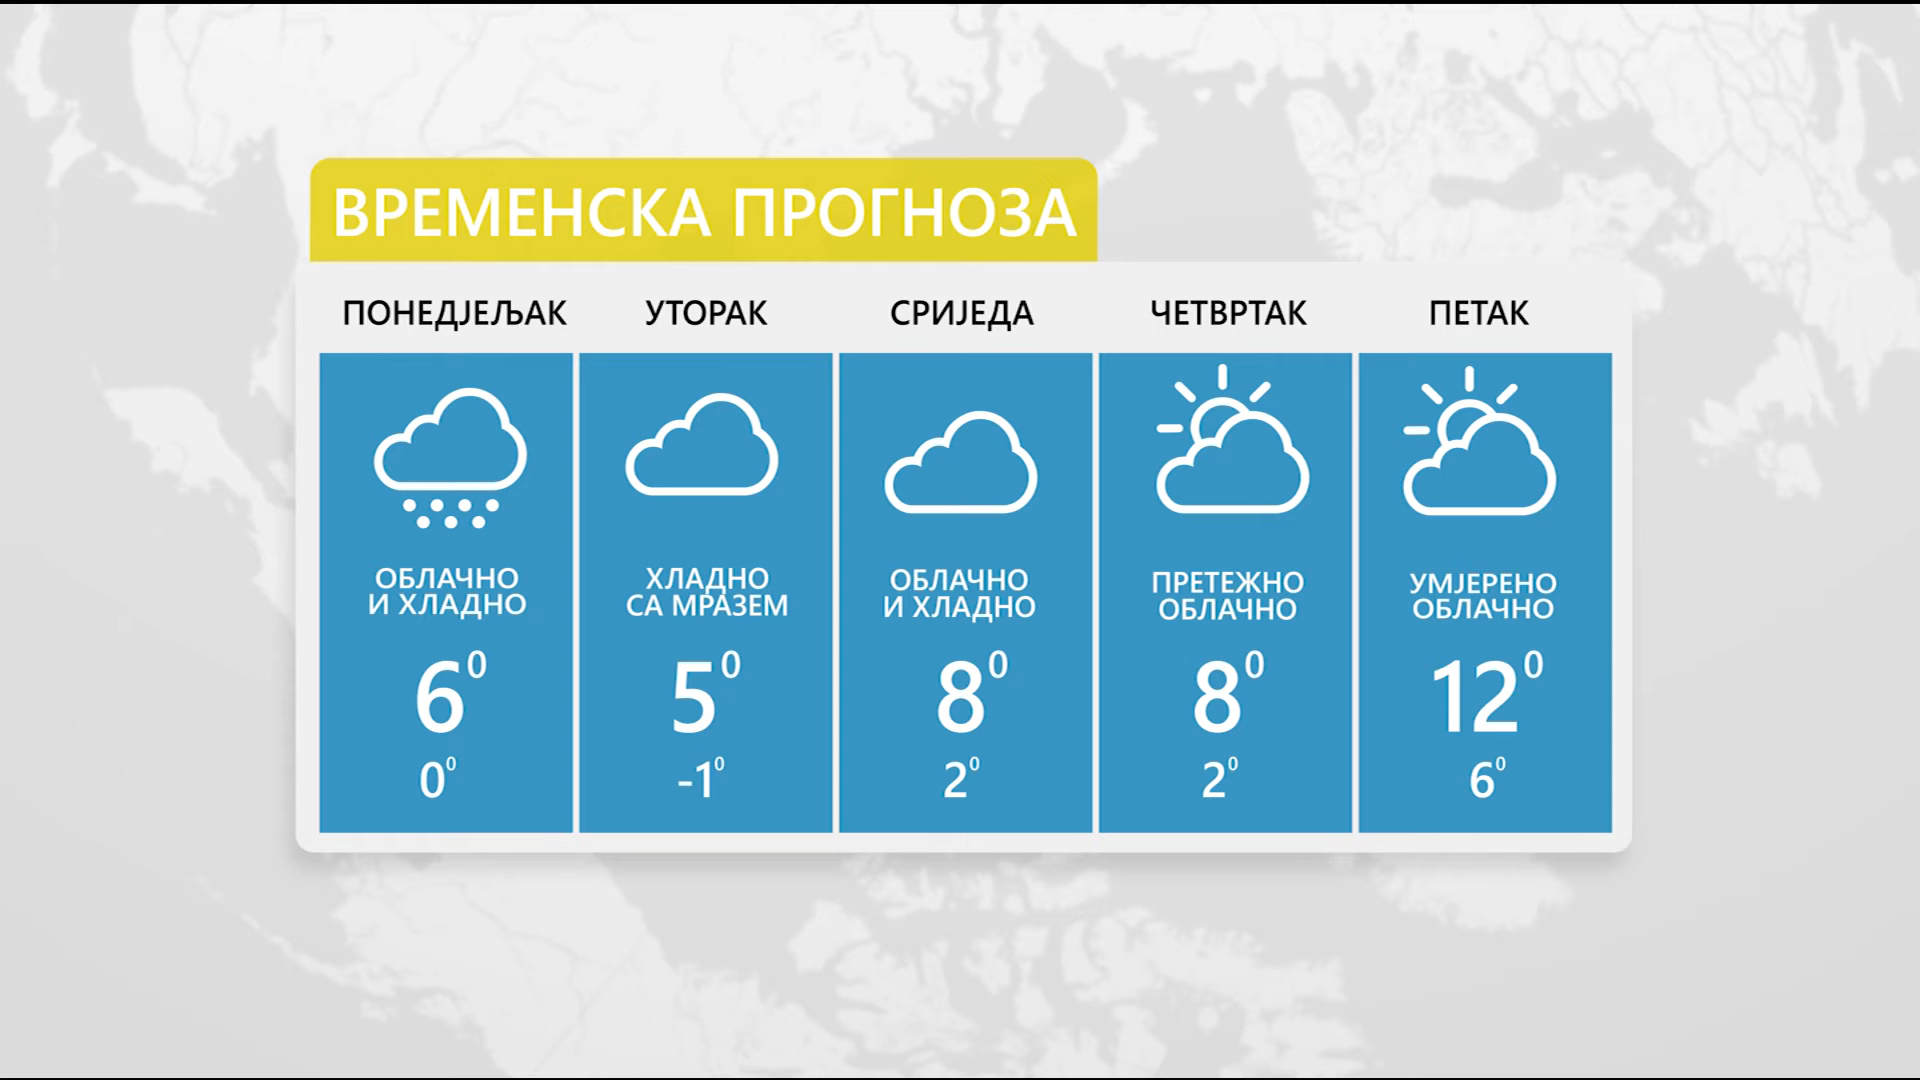 ВРЕМЕНСКА ПРОГНОЗА
ПОНЕДЈЕЉАК
УТОРАК
СРИЈЕДА
ЧЕТВРТАК
ПЕТАК
ОБЛАЧНО
И ХЛАДНО
6⁰
0⁰
ХЛАДНО
СА МРАЗЕМ
5⁰
-1⁰
ОБЛАЧНО
И ХЛАДНО
8⁰
2⁰
ПРЕТЕЖНО
ОБЛАЧНО
8⁰
2⁰
УМЈЕРЕНО
ОБЛАЧНО
12⁰
6⁰